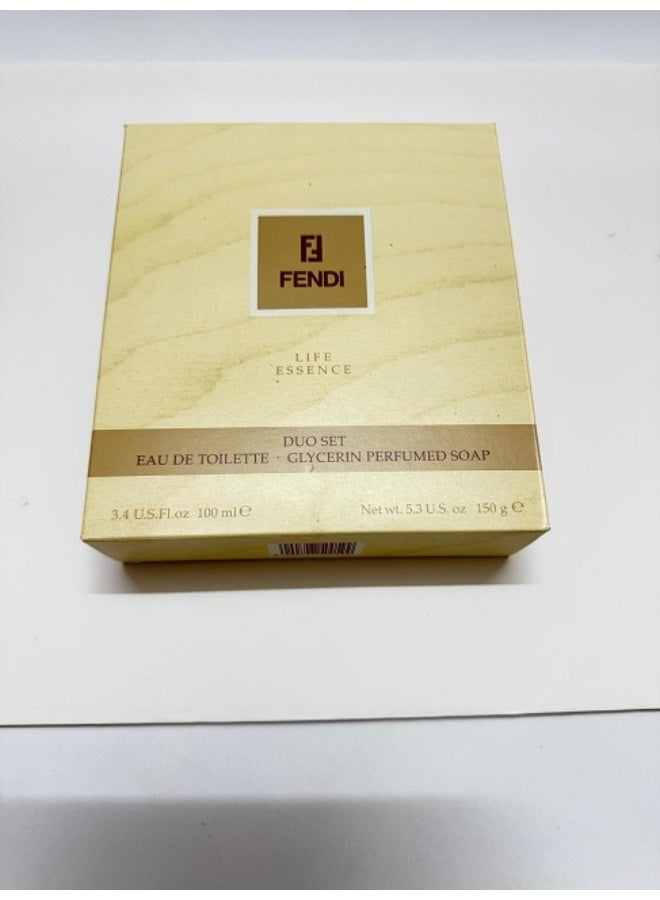 FENDI
LIFE
ESSENCE
DUO SET
EAU DE TOILETTE · GLYCERIN PERFUMED SOAP
3.4 U.S.Fl.oz 100 ml ℮ Net wt. 5.3 U.S. oz 150 g ℮